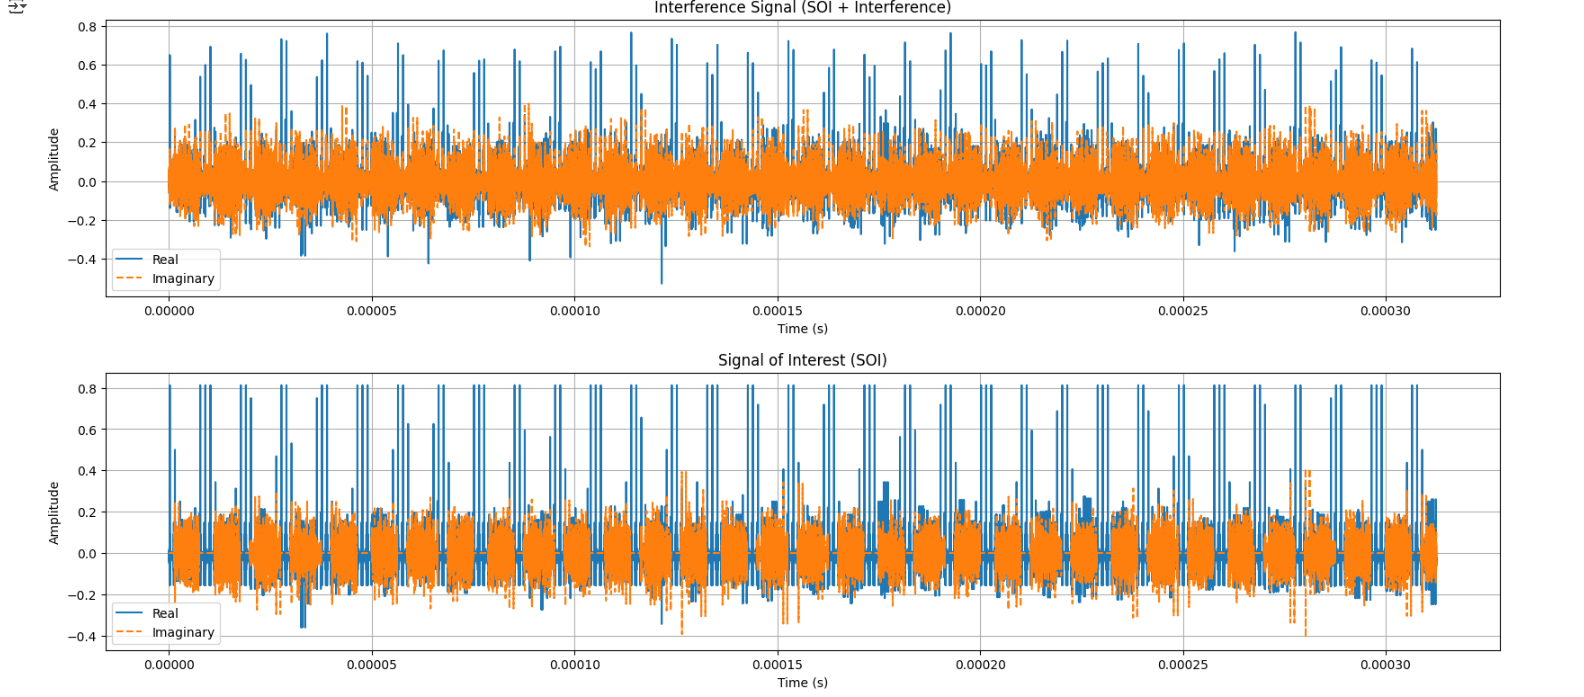 Interference Signal (SOI + Interference)
0.8
0.6
0.4
0.2
0.0
−0.2
−0.4
Amplitude
Real
Imaginary
0.00000 0.00005 0.00010 0.00015 0.00020 0.00025 0.00030
Time (s)
Signal of Interest (SOI)
0.8
0.6
0.4
0.2
0.0
−0.2
−0.4
Amplitude
Real
Imaginary
0.00000 0.00005 0.00010 0.00015 0.00020 0.00025 0.00030
Time (s)